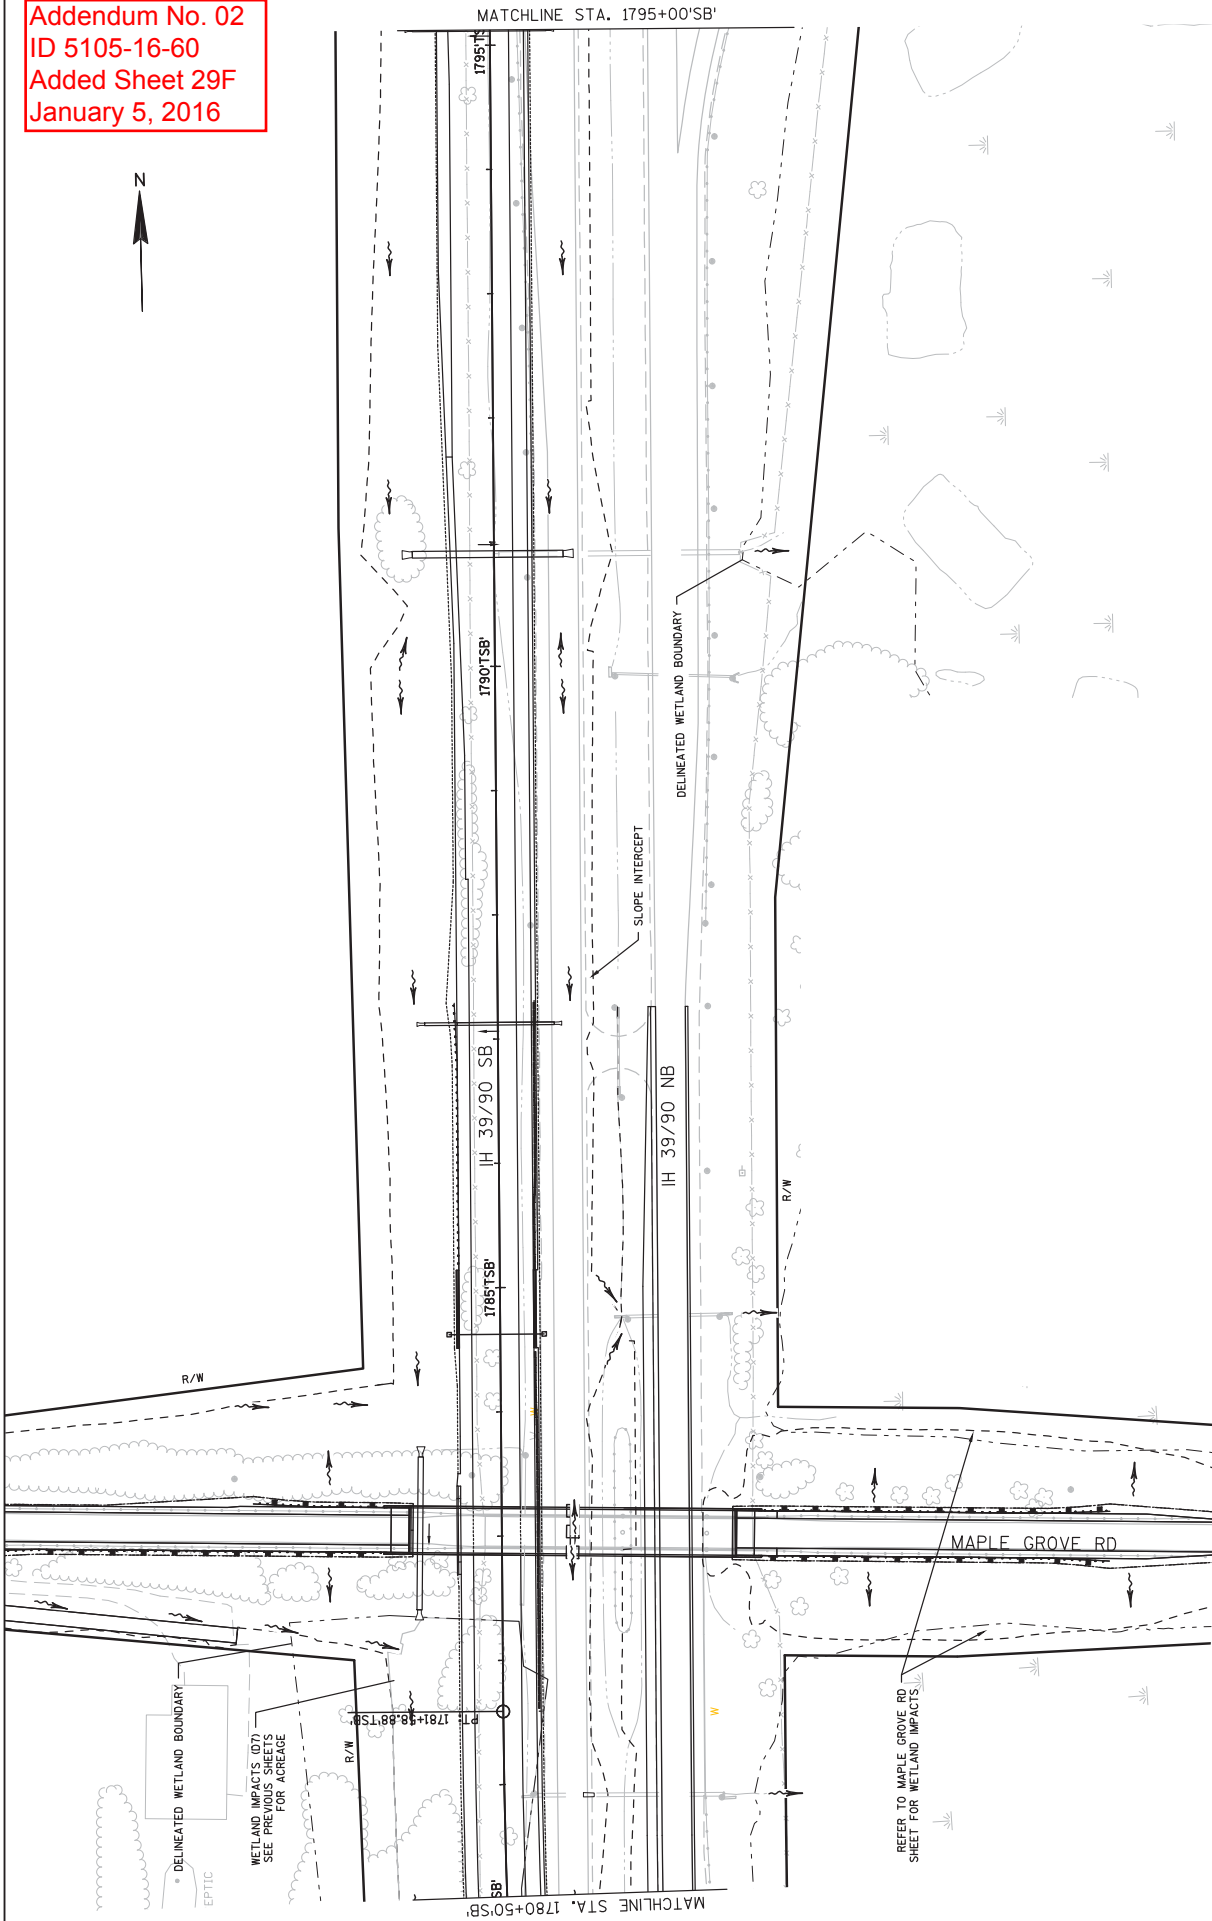 Addendum No. 02
ID 5105-16-60
Added Sheet 29F
January 5, 2016
MATCHLINE STA. 1795+00'SB'
N
1790'TSB'
DELINEATED WETLAND BOUNDARY
SLOPE INTERCEPT
IH 39/90 SB
IH 39/90 NB
R/W
1785'TSB'
R/W
W
MAPLE GROVE RD
DELINEATED WETLAND BOUNDARY
WETLAND IMPACTS (D7)
SEE PREVIOUS SHEETS
FOR ACREAGE
R/W
PT. 1781+58.88'TSB'
W
REFER TO MAPLE GROVE RD
SHEET FOR WETLAND IMPACTS
EPTIC
SB'
MATCHLINE STA. 1780+50'SB'